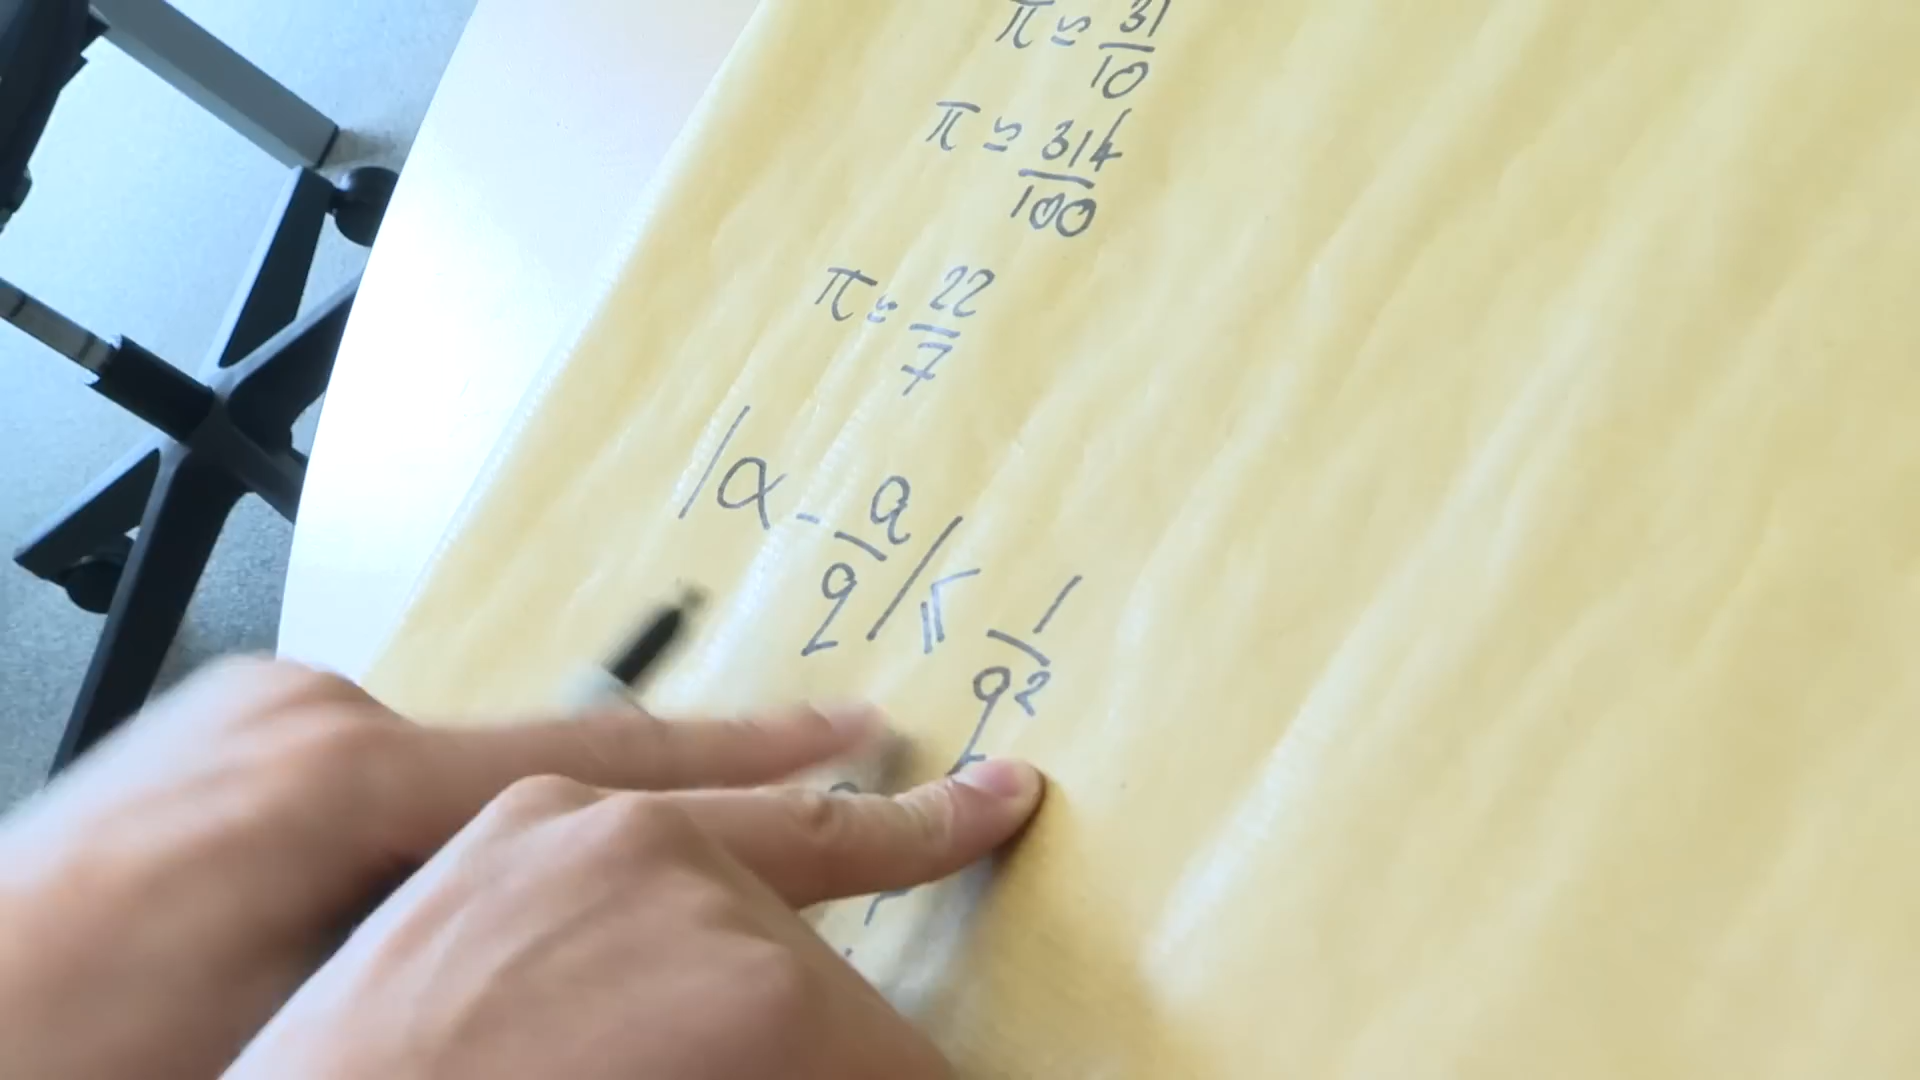 π ≈ 31/10
π ≈ 314/100
π ≈ 22/7
|α - a/q| ≤ 1/q²
?